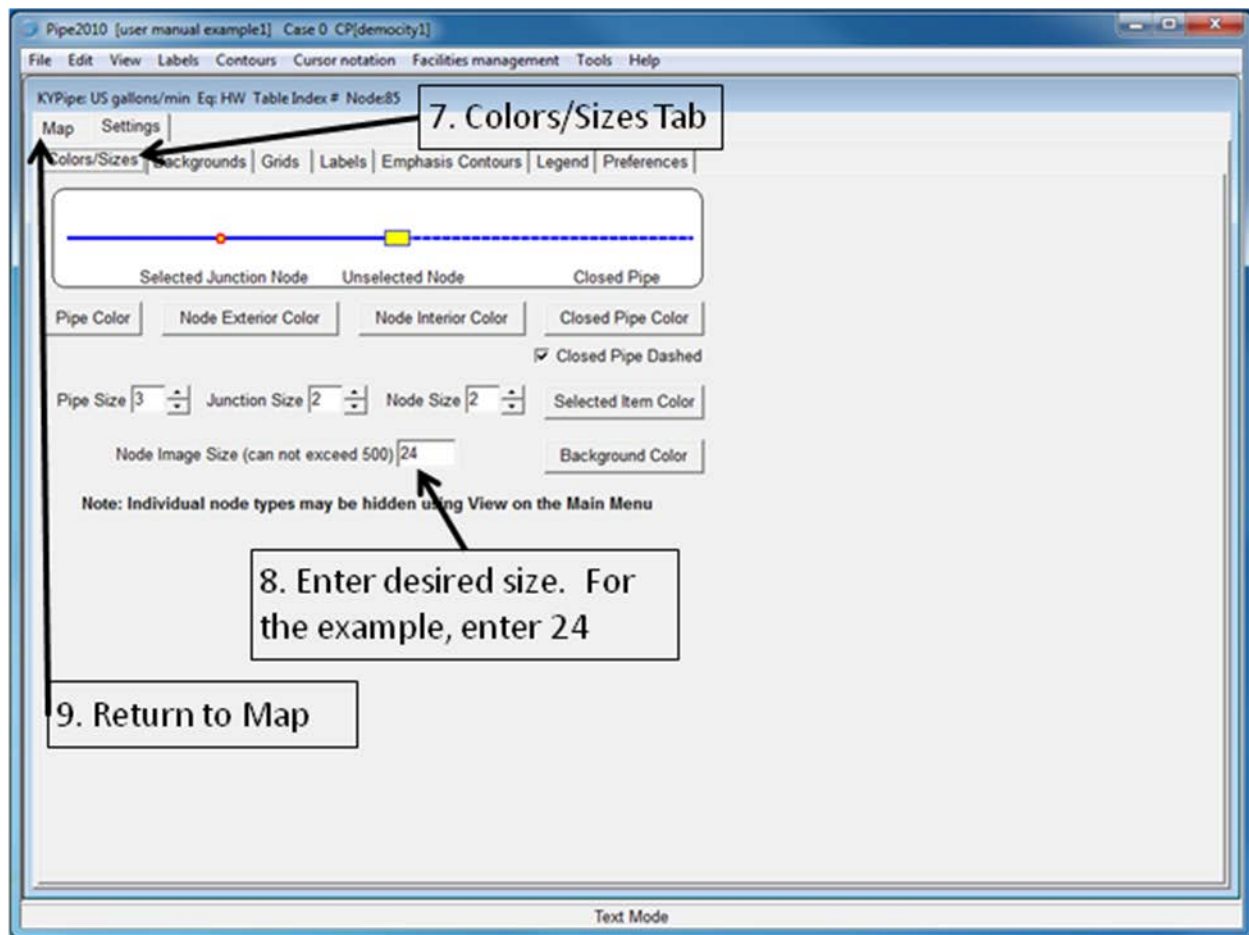 Pipe2010 [user manual example1] Case 0 CP[democity1]
File Edit View Labels Contours Cursor notation Facilities management Tools Help
KYPipe: US gallons/min Eq: HW Table Index # Node:85
7. Colors/Sizes Tab
Map Settings
Colors/Sizes Backgrounds Grids Labels Emphasis Contours Legend Preferences
Selected Junction Node Unselected Node Closed Pipe
Pipe Color Node Exterior Color Node Interior Color Closed Pipe Color
Closed Pipe Dashed
Pipe Size 3 Junction Size 2 Node Size 2 Selected Item Color
Node Image Size (can not exceed 500) 24 Background Color
Note: Individual node types may be hidden using View on the Main Menu
8. Enter desired size. For
the example, enter 24
9. Return to Map
Text Mode